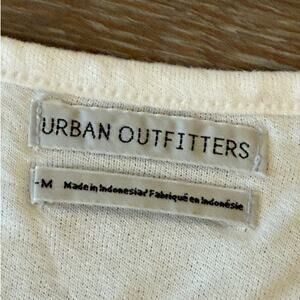 URBAN OUTFITTERS
-M Made in Indonesia/ Fabriqué en Indonésie